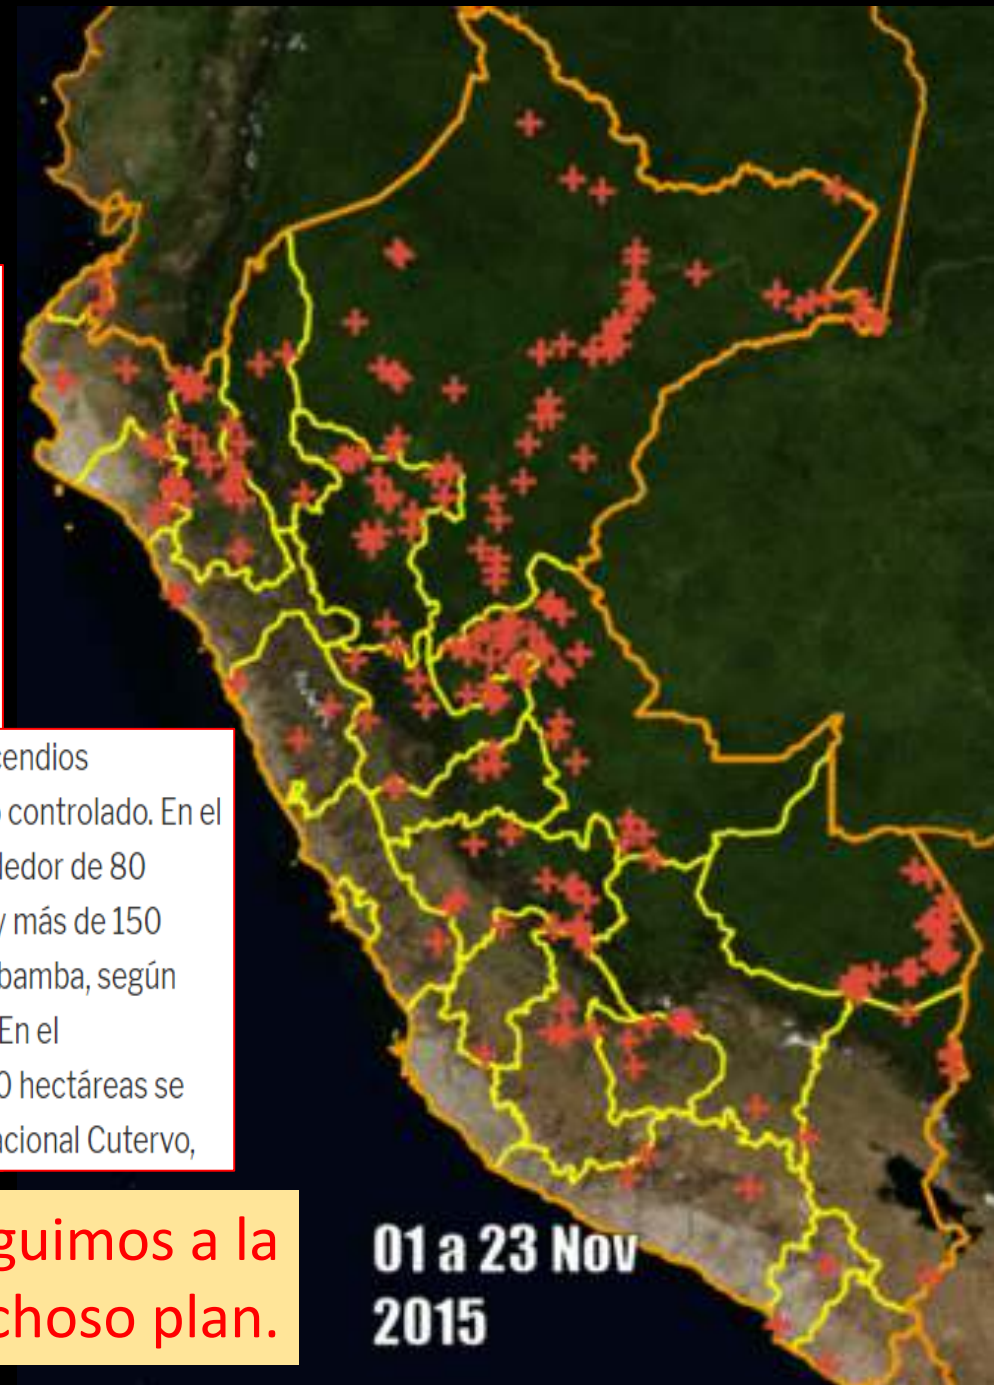 cendios
controlado. En el
dedor de 80
y más de 150
bamba, según
En el
0 hectáreas se
acional Cutervo,
guimos a la
choso plan.
01 a 23 Nov
2015